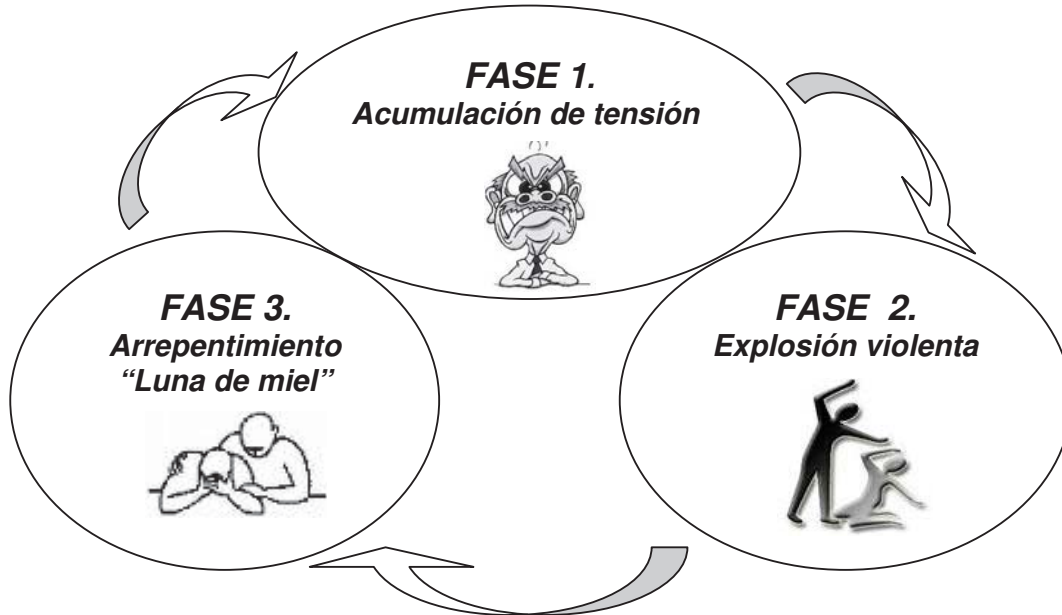 FASE 1.
Acumulación de tensión
FASE 2.
Explosión violenta
FASE 3.
Arrepentimiento
“Luna de miel”